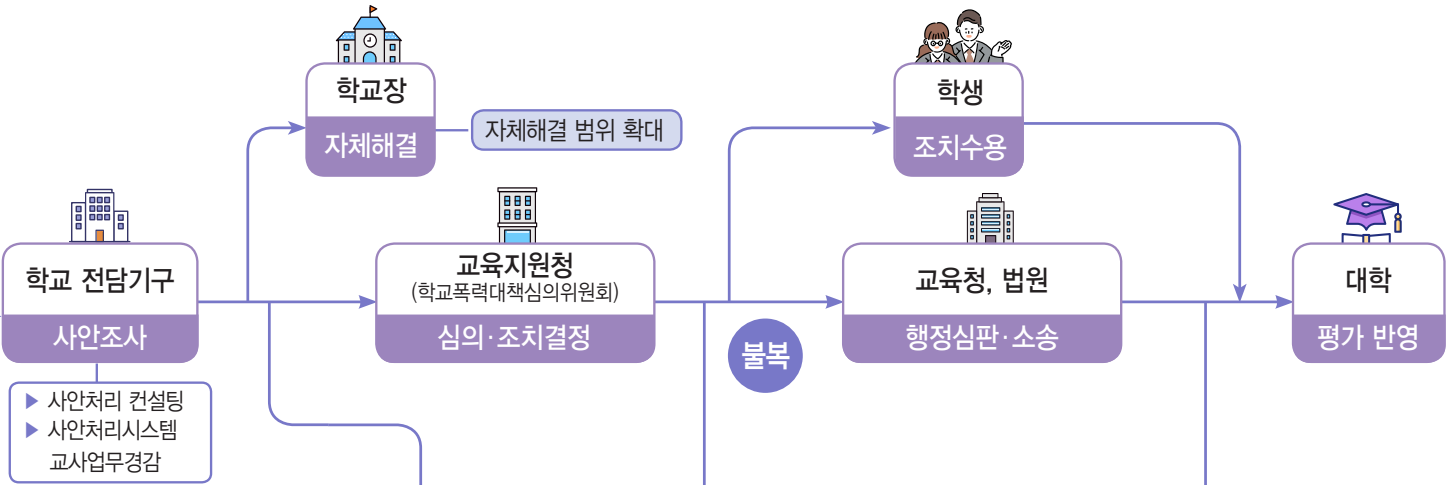 학교장
자체해결
자체해결 범위 확대
학생
조치수용
학교 전담기구
사안조사
▶ 사안처리 컨설팅
▶ 사안처리시스템
교사업무경감
교육지원청
(학교폭력대책심의위원회)
심의·조치결정
불복
교육청, 법원
행정심판·소송
대학
평가 반영